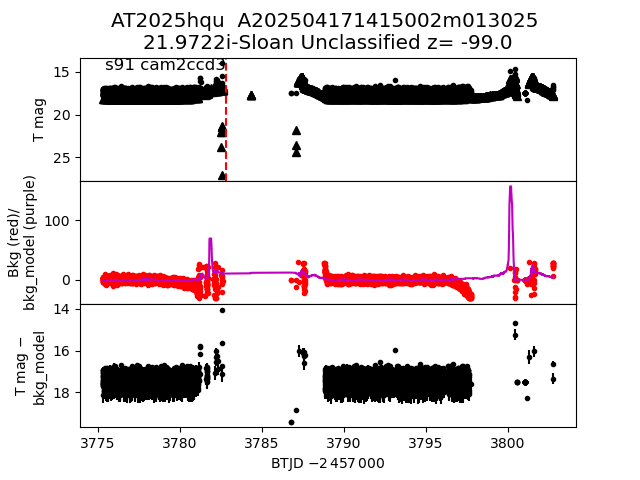 AT2025hqu  A202504171415002m013025
21.9722i-Sloan Unclassified z= -99.0
s91 cam2ccd3
T mag
15
20
25
Bkg (red)/
bkg_model (purple)
100
0
T mag −
bkg_model
14
16
18
3775
3780
3785
3790
3795
3800
BTJD −2 457 000